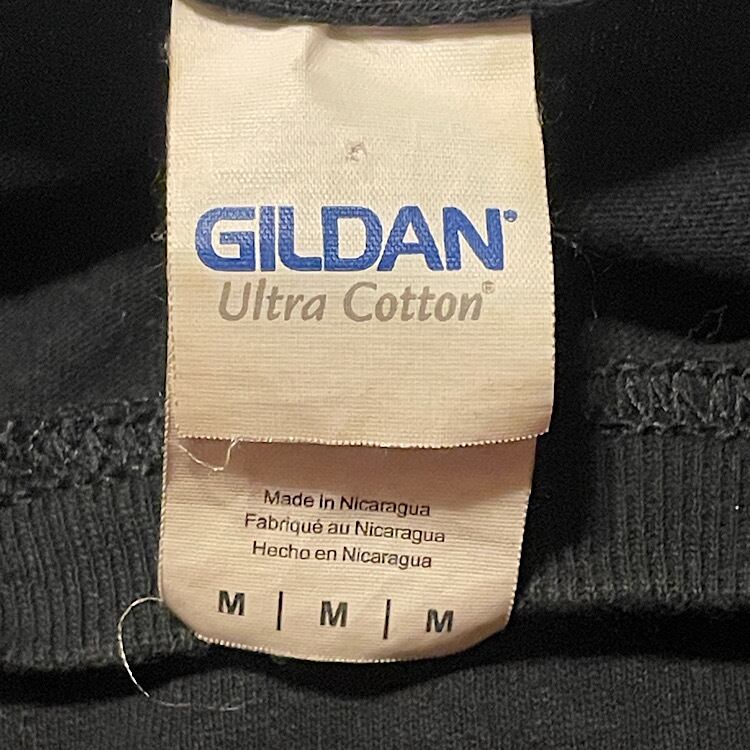 GILDAN®
Ultra Cotton®
Made in Nicaragua
Fabriqué au Nicaragua
Hecho en Nicaragua
M | M | M